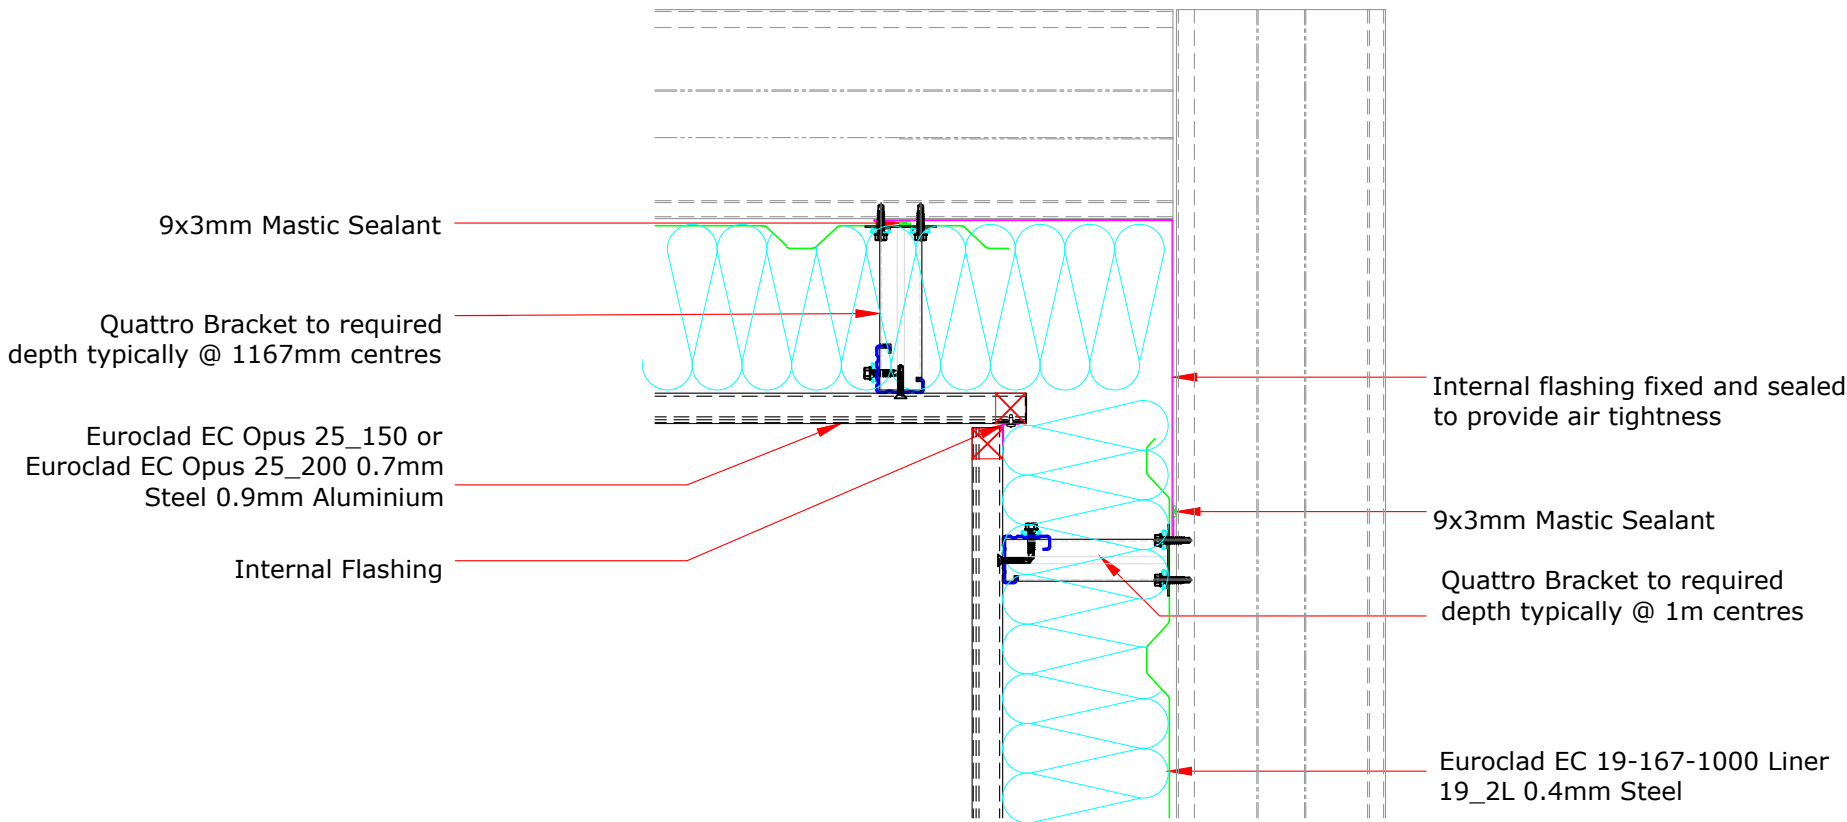 9x3mm Mastic Sealant
Quattro Bracket to required
depth typically @ 1167mm centres
Euroclad EC Opus 25_150 or
Euroclad EC Opus 25_200 0.7mm
Steel 0.9mm Aluminium
Internal Flashing
Internal flashing fixed and sealed
to provide air tightness
9x3mm Mastic Sealant
Quattro Bracket to required
depth typically @ 1m centres
Euroclad EC 19-167-1000 Liner
19_2L 0.4mm Steel